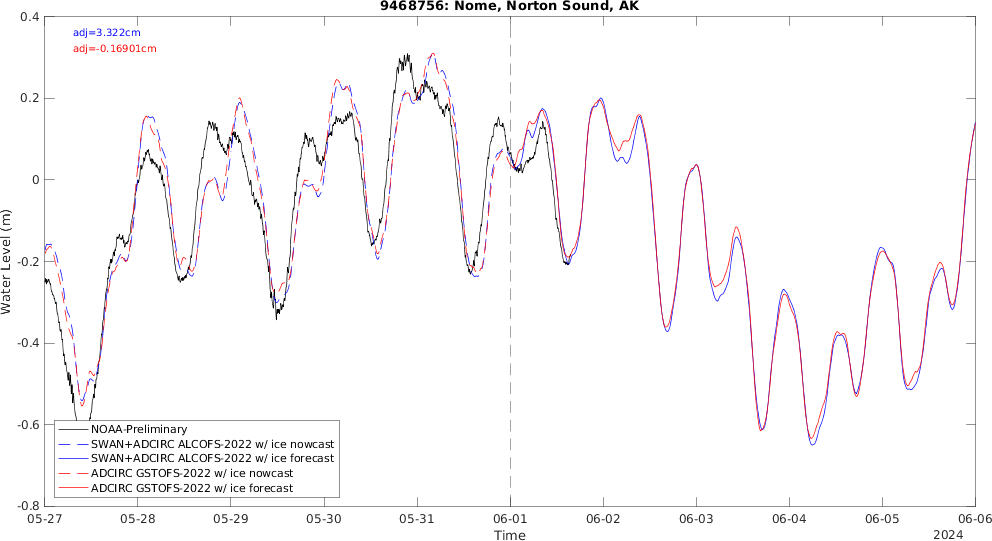 9468756: Nome, Norton Sound, AK
adj=3.322cm
adj=-0.16901cm
Water Level (m)
0.4
0.2
0
-0.2
-0.4
-0.6
-0.8
NOAA-Preliminary
SWAN+ADCIRC ALCOFS-2022 w/ ice nowcast
SWAN+ADCIRC ALCOFS-2022 w/ ice forecast
ADCIRC GSTOFS-2022 w/ ice nowcast
ADCIRC GSTOFS-2022 w/ ice forecast
05-27 05-28 05-29 05-30 05-31 06-01 06-02 06-03 06-04 06-05 06-06
Time
2024